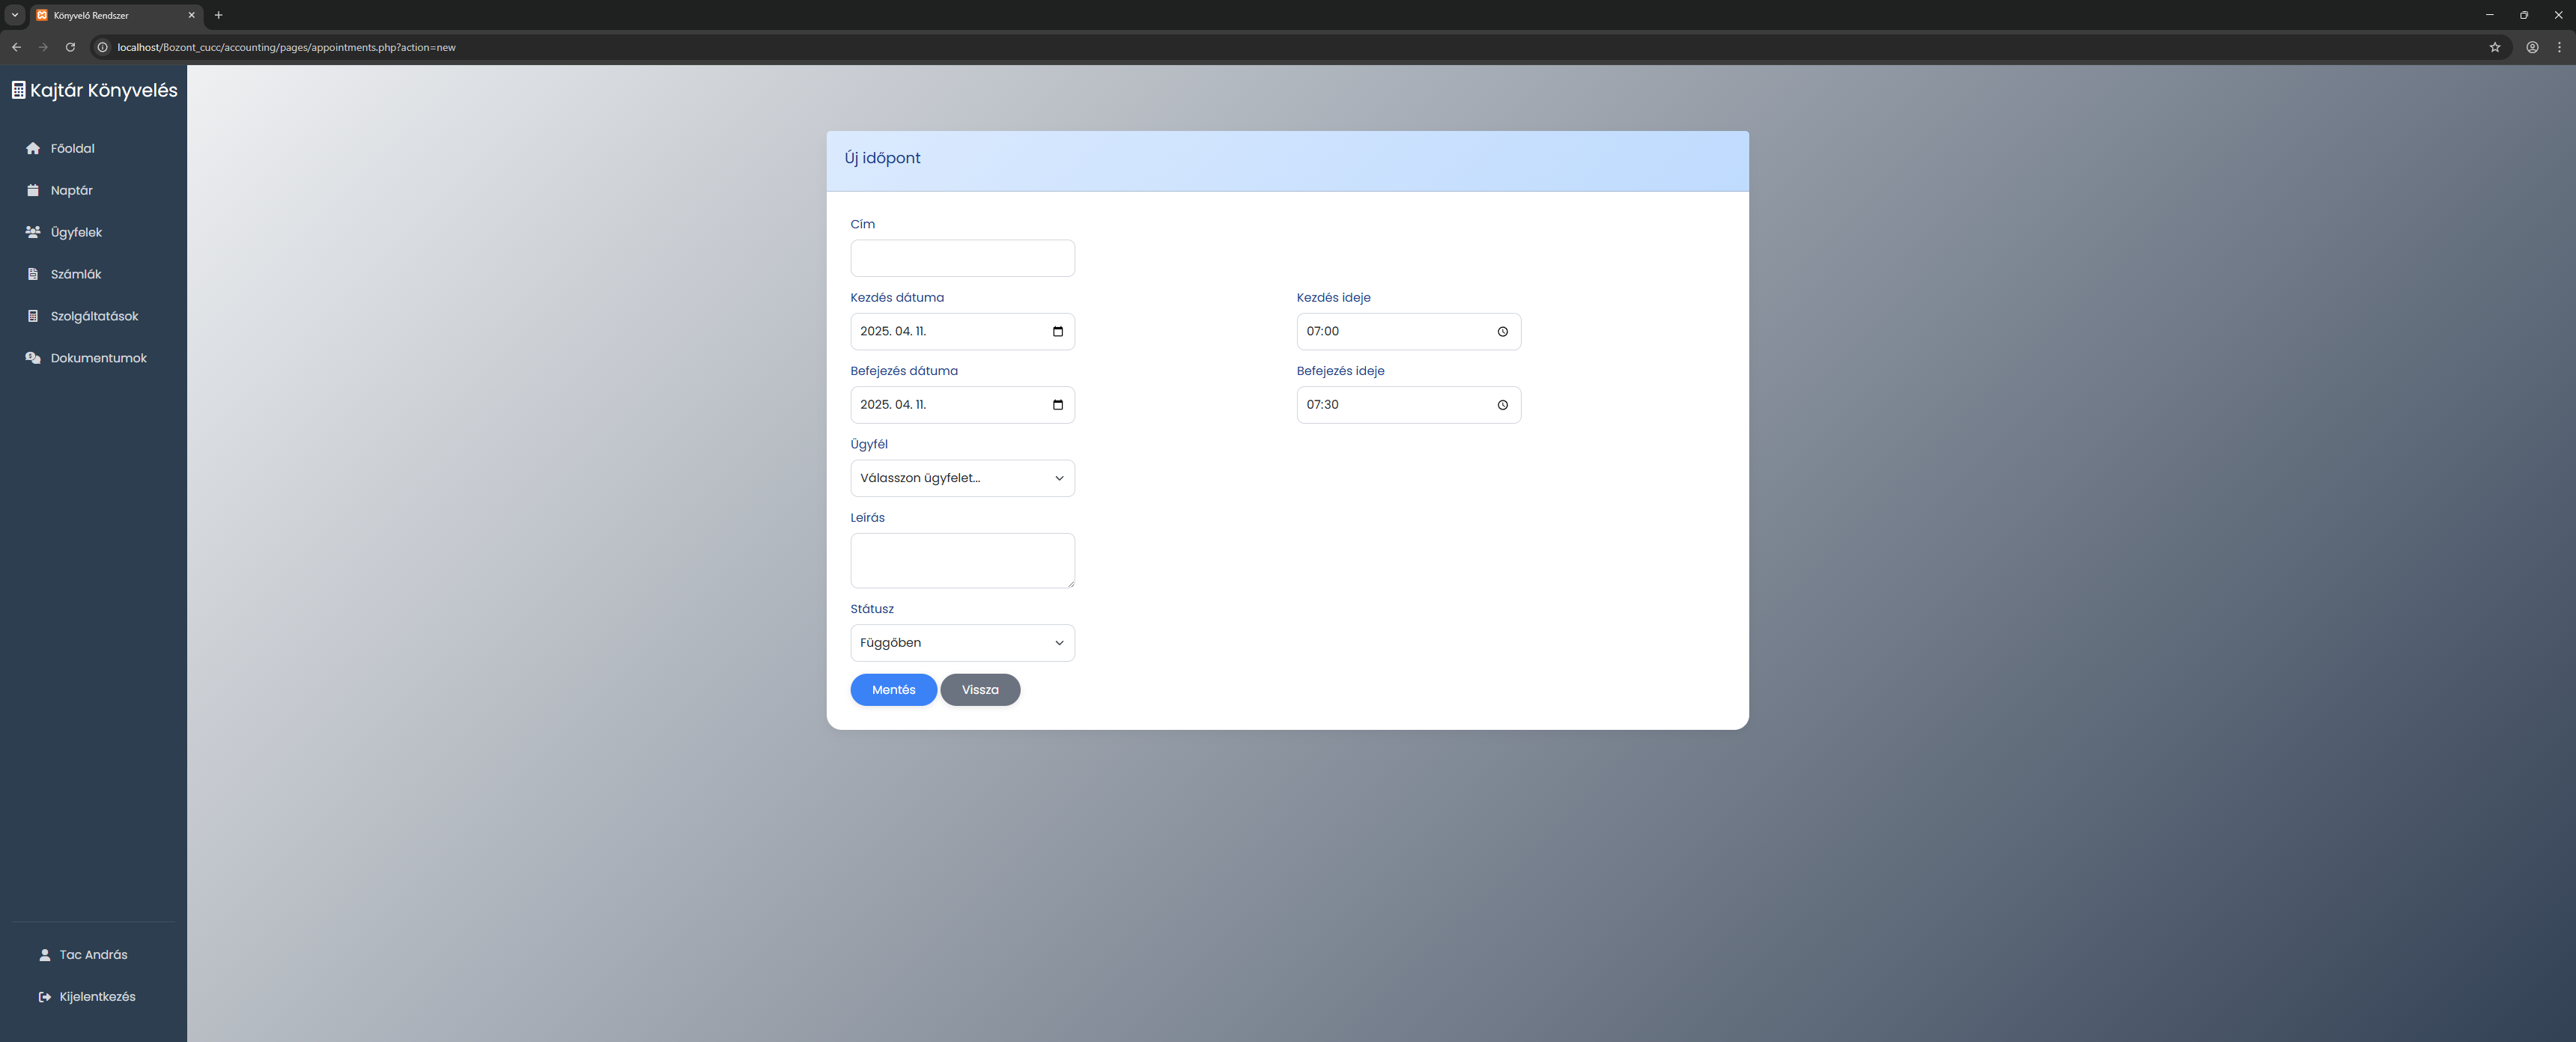 Könyvelő Rendszer
localhost/Bozont_cucc/accounting/pages/appointments.php?action=new
Kajtár Könyvelés
Főoldal
Naptár
Ügyfelek
Számlák
Szolgáltatások
Dokumentumok
Tac András
Kijelentkezés
Új időpont
Cím
Kezdés dátuma
Kezdés ideje
2025. 04. 11.
07:00
Befejezés dátuma
Befejezés ideje
2025. 04. 11.
07:30
Ügyfél
Válasszon ügyfelet...
Leírás
Státusz
Függőben
Mentés
Vissza